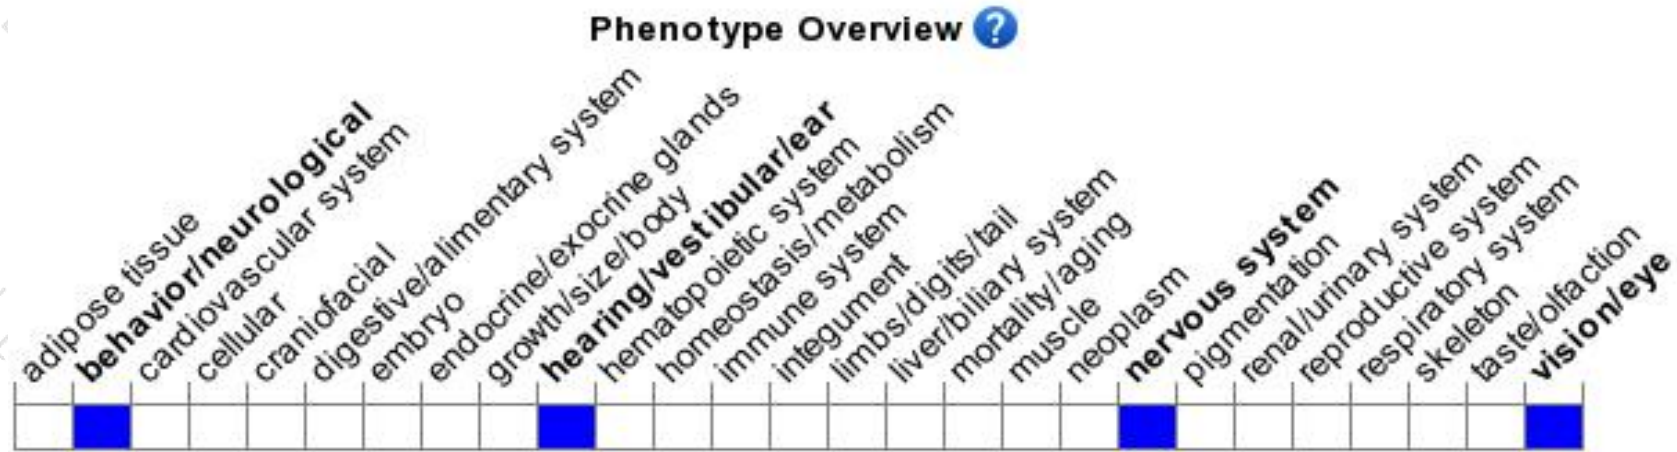 Phenotype Overview ?
adipose tissue
behavior/neurological
cardiovascular system
cellular
craniofacial
digestive/alimentary system
embryo
endocrine/exocrine glands
growth/size/body
hearing/vestibular/ear
hematopoietic system
homeostasis/metabolism
immune system
integument
limbs/digits/tail
liver/biliary system
mortality/aging
muscle
neoplasm
nervous system
pigmentation
renal/urinary system
reproductive system
respiratory system
skeleton
taste/olfaction
vision/eye